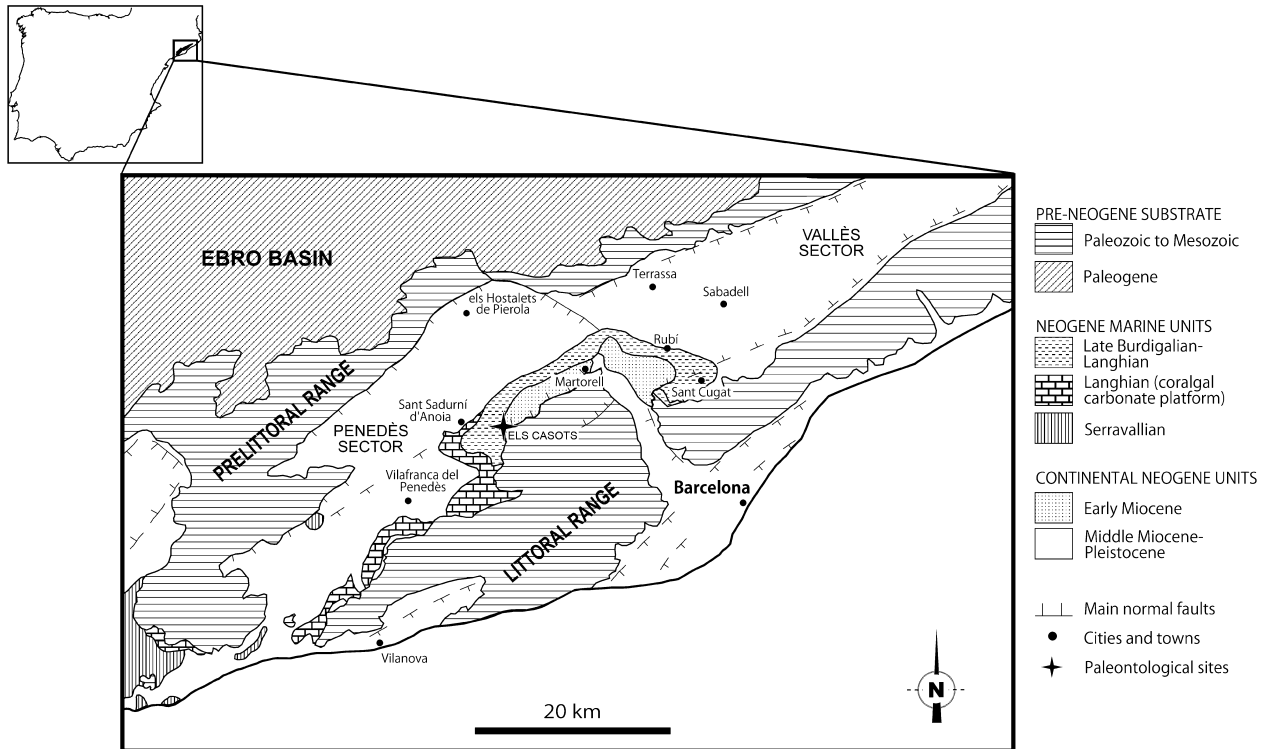 EBRO BASIN
VALLÈS
SECTOR
Terrassa
Sabadell
els Hostalets
de Pierola
Rubí
Martorell
Sant Cugat
PRELITTORAL RANGE
Sant Sadurní
d'Anoia
ELS CASOTS
PENEDÈS
SECTOR
Vilafranca del
Penedès
Barcelona
LITTORAL RANGE
Vilanova
20 km
N
PRE-NEOGENE SUBSTRATE
Paleozoic to Mesozoic
Paleogene
NEOGENE MARINE UNITS
Late Burdigalian-
Langhian
Langhian (coralgal
carbonate platform)
Serravallian
CONTINENTAL NEOGENE UNITS
Early Miocene
Middle Miocene-
Pleistocene
Main normal faults
Cities and towns
Paleontological sites